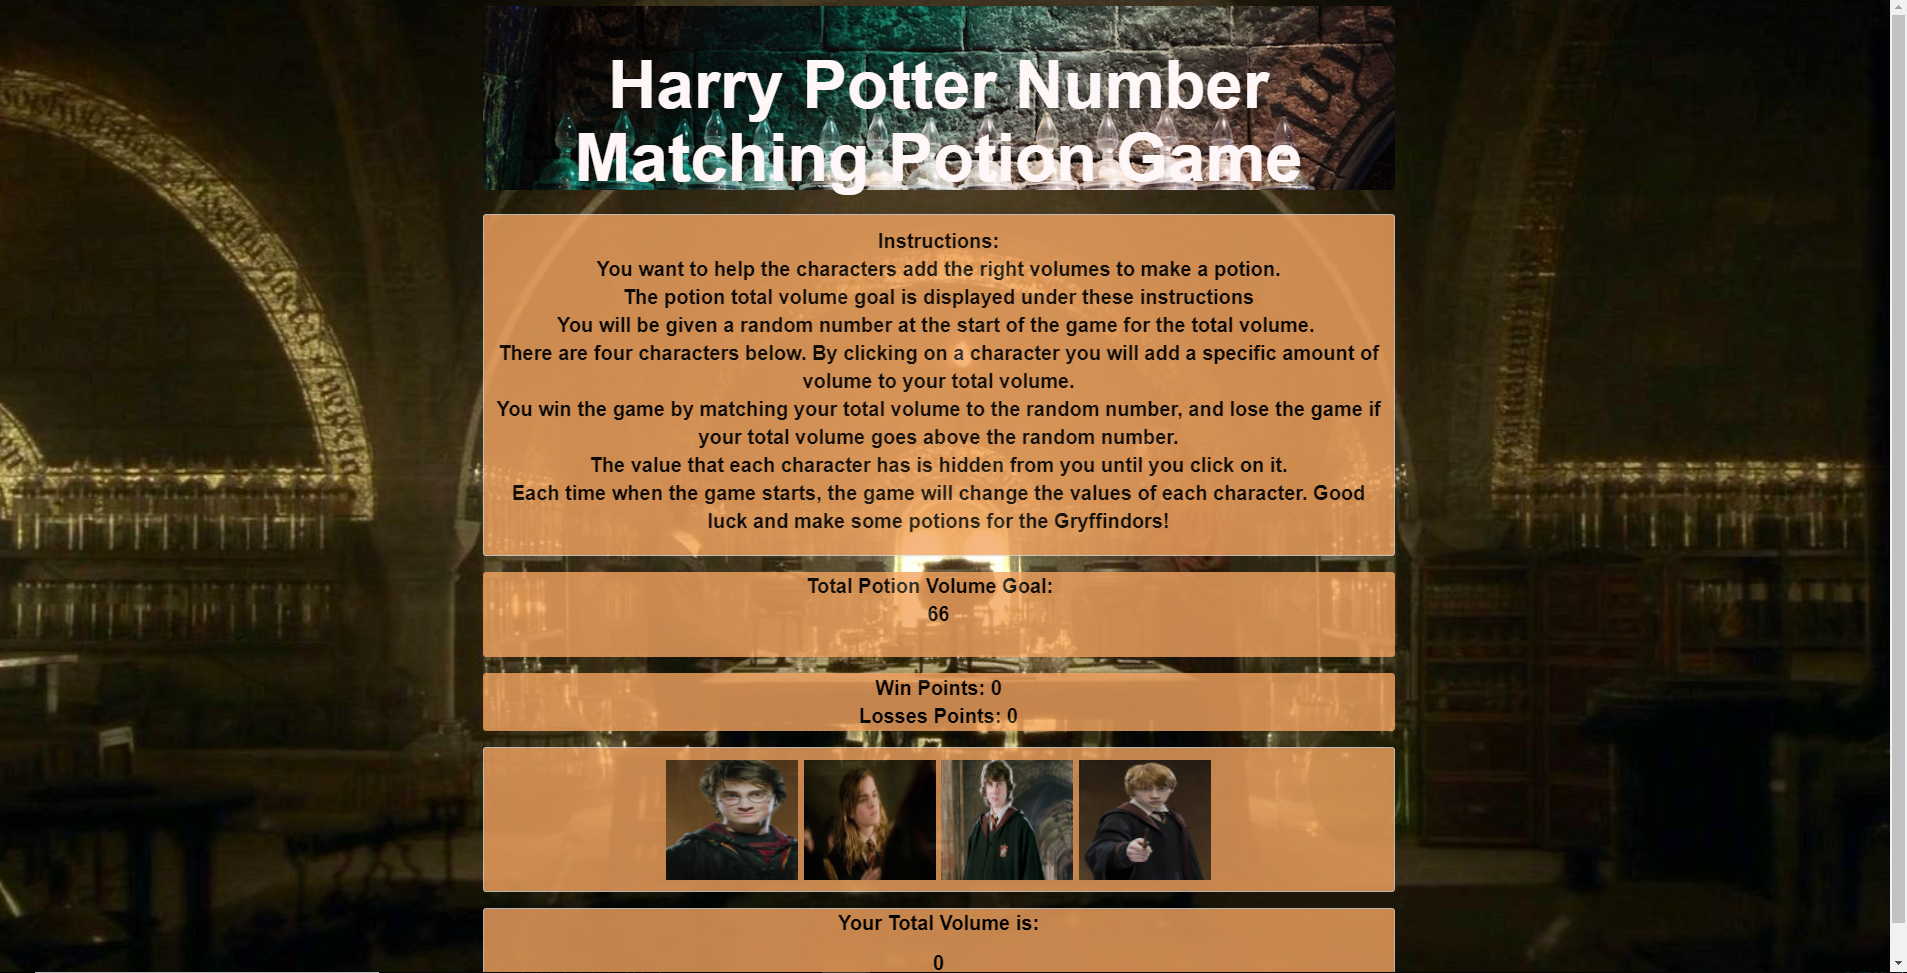 Harry Potter Number
Matching Potion Game
Instructions:
You want to help the characters add the right volumes to make a potion.
The potion total volume goal is displayed under these instructions
You will be given a random number at the start of the game for the total volume.
There are four characters below. By clicking on a character you will add a specific amount of
volume to your total volume.
You win the game by matching your total volume to the random number, and lose the game if
your total volume goes above the random number.
The value that each character has is hidden from you until you click on it.
Each time when the game starts, the game will change the values of each character. Good
luck and make some potions for the Gryffindors!
Total Potion Volume Goal:
66
Win Points: 0
Losses Points: 0
Your Total Volume is:
0